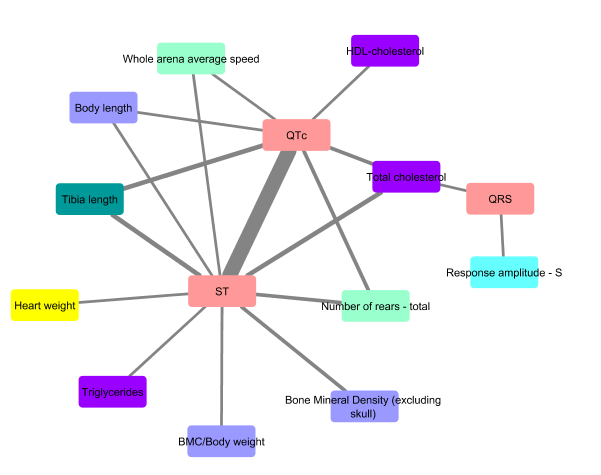 HDL-cholesterol
Whole arena average speed
Body length
QTc
Total cholesterol
Tibia length
QRS
Response amplitude - S
ST
Heart weight
Number of rears - total
Triglycerides
Bone Mineral Density (excluding
skull)
BMC/Body weight